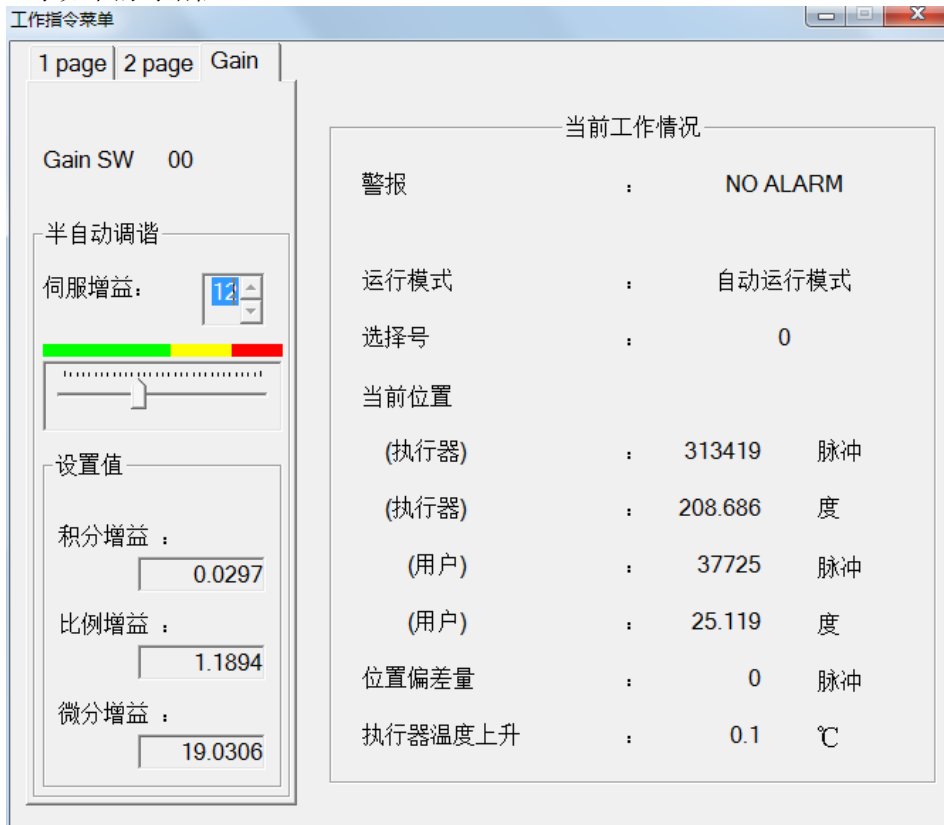 工作指令菜单
1 page 2 page Gain
Gain SW 00
半自动调谐
伺服增益: 12
设置值
积分增益 :
0.0297
比例增益 :
1.1894
微分增益 :
19.0306
当前工作情况
警报 : NO ALARM
运行模式 : 自动运行模式
选择号 : 0
当前位置
(执行器) : 313419 脉冲
(执行器) : 208.686 度
(用户) : 37725 脉冲
(用户) : 25.119 度
位置偏差量 : 0 脉冲
执行器温度上升 : 0.1 ℃